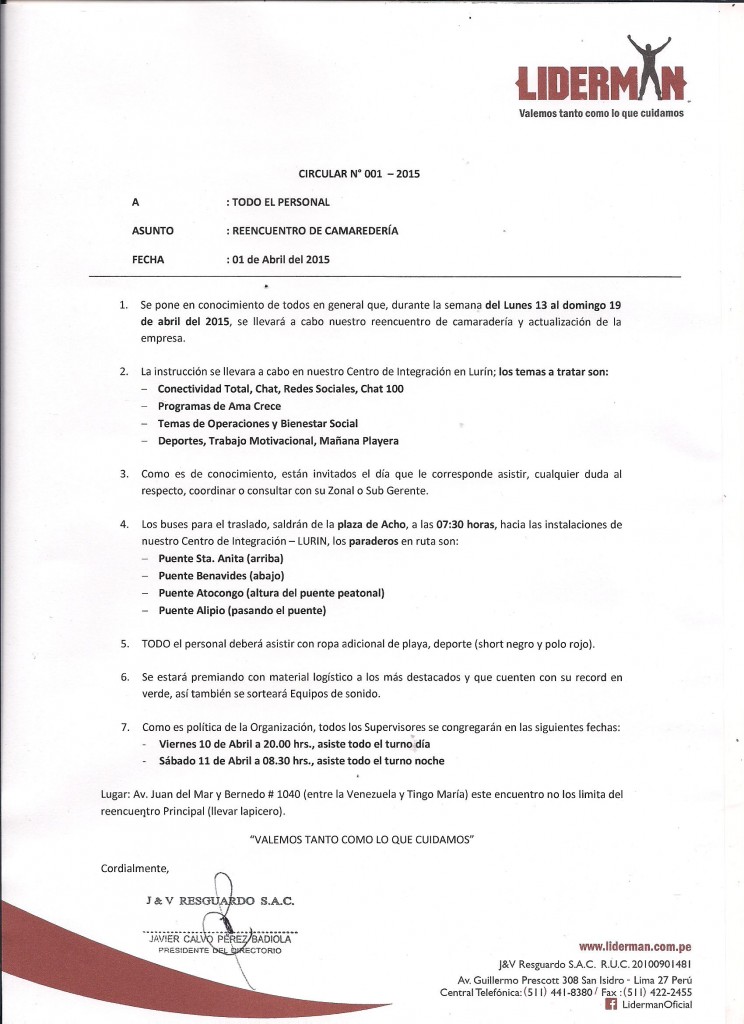 LIDERMAN
Valemos tanto como lo que cuidamos
CIRCULAR N° 001 – 2015
A : TODO EL PERSONAL
ASUNTO : REENCUENTRO DE CAMAREDERÍA
FECHA : 01 de Abril del 2015
1. Se pone en conocimiento de todos en general que, durante la semana del Lunes 13 al domingo 19
de abril del 2015, se llevará a cabo nuestro reencuentro de camaradería y actualización de la
empresa.
2. La instrucción se llevara a cabo en nuestro Centro de Integración en Lurín; los temas a tratar son:
– Conectividad Total, Chat, Redes Sociales, Chat 100
– Programas de Ama Crece
– Temas de Operaciones y Bienestar Social
– Deportes, Trabajo Motivacional, Mañana Playera
3. Como es de conocimiento, están invitados el día que le corresponde asistir, cualquier duda al
respecto, coordinar o consultar con su Zonal o Sub Gerente.
4. Los buses para el traslado, saldrán de la plaza de Acho, a las 07:30 horas, hacia las instalaciones de
nuestro Centro de Integración – LURIN, los paraderos en ruta son:
– Puente Sta. Anita (arriba)
– Puente Benavides (abajo)
– Puente Atocongo (altura del puente peatonal)
– Puente Alipio (pasando el puente)
5. TODO el personal deberá asistir con ropa adicional de playa, deporte (short negro y polo rojo).
6. Se estará premiando con material logístico a los más destacados y que cuenten con su record en
verde, así también se sorteará Equipos de sonido.
7. Como es política de la Organización, todos los Supervisores se congregarán en las siguientes fechas:
- Viernes 10 de Abril a 20.00 hrs., asiste todo el turno día
- Sábado 11 de Abril a 08.30 hrs., asiste todo el turno noche
Lugar: Av. Juan del Mar y Bernedo # 1040 (entre la Venezuela y Tingo María) este encuentro no los limita del
reencuentro Principal (llevar lapicero).
“VALEMOS TANTO COMO LO QUE CUIDAMOS”
Cordialmente,
J & V RESGUARDO S.A.C.
JAVIER CALVO PÉREZ BADIOLA
PRESIDENTE DEL DIRECTORIO
www.liderman.com.pe
J&V Resguardo S.A.C. R.U.C. 20100901481
Av. Guillermo Prescott 308 San Isidro - Lima 27 Perú
Central Telefónica: (511) 441-8380 / Fax : (511) 422-2455
LidermanOficial